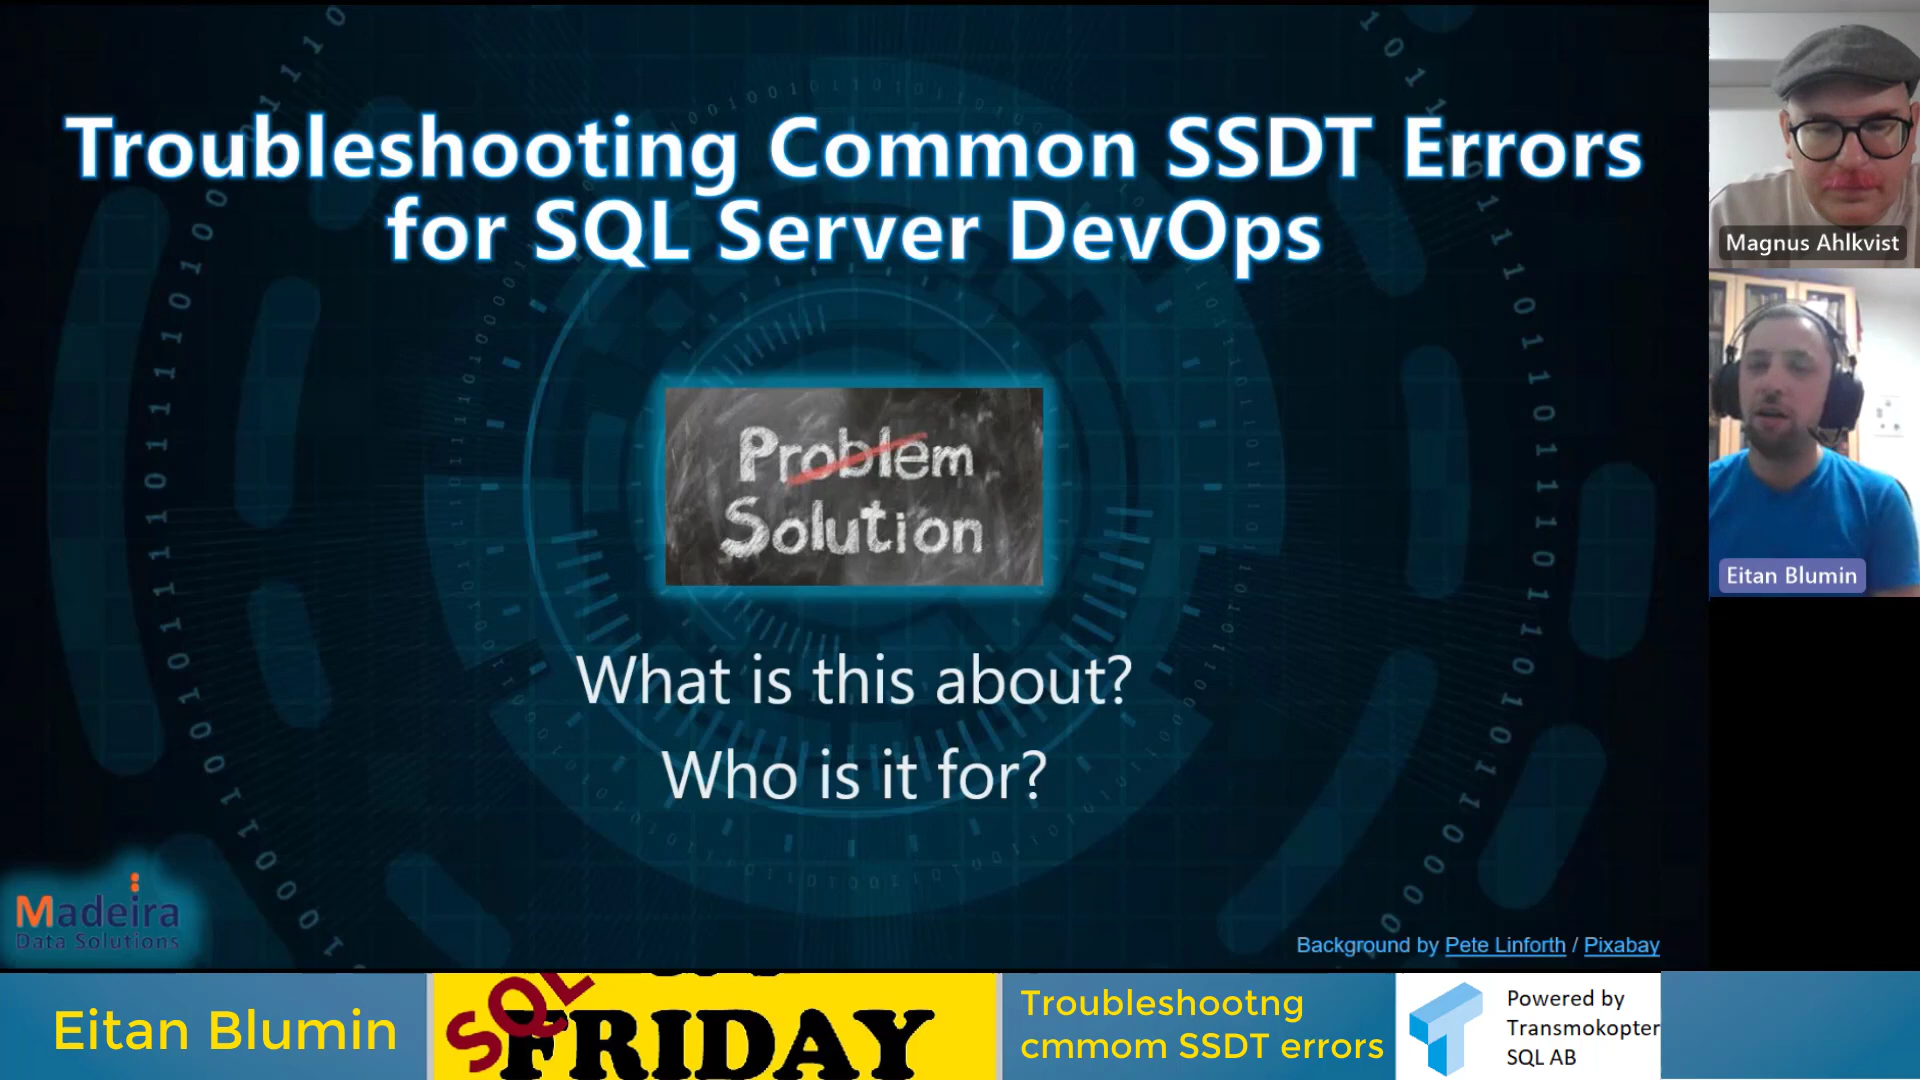 Troubleshooting Common SSDT Errors
for SQL Server DevOps
Problem
Solution
What is this about?
Who is it for?
Madeira
Data Solutions
Background by Pete Linforth / Pixabay
Magnus Ahlkvist
Eitan Blumin
Eitan Blumin
SQL
FRIDAY
Troubleshootng
cmmom SSDT errors
Powered by
Transmokopter
SQL AB